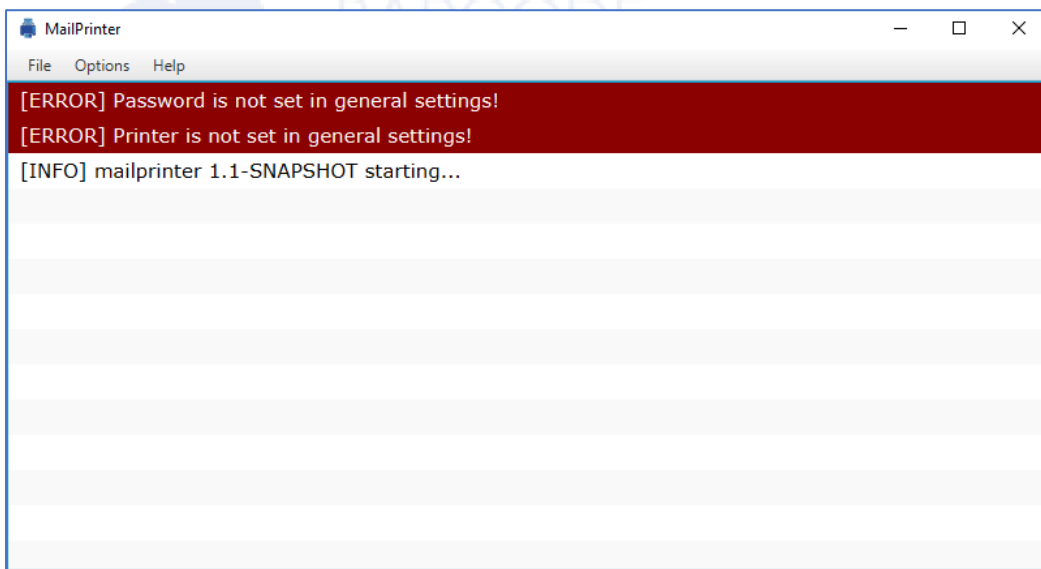 MailPrinter
File Options Help
[ERROR] Password is not set in general settings!
[ERROR] Printer is not set in general settings!
[INFO] mailprinter 1.1-SNAPSHOT starting...